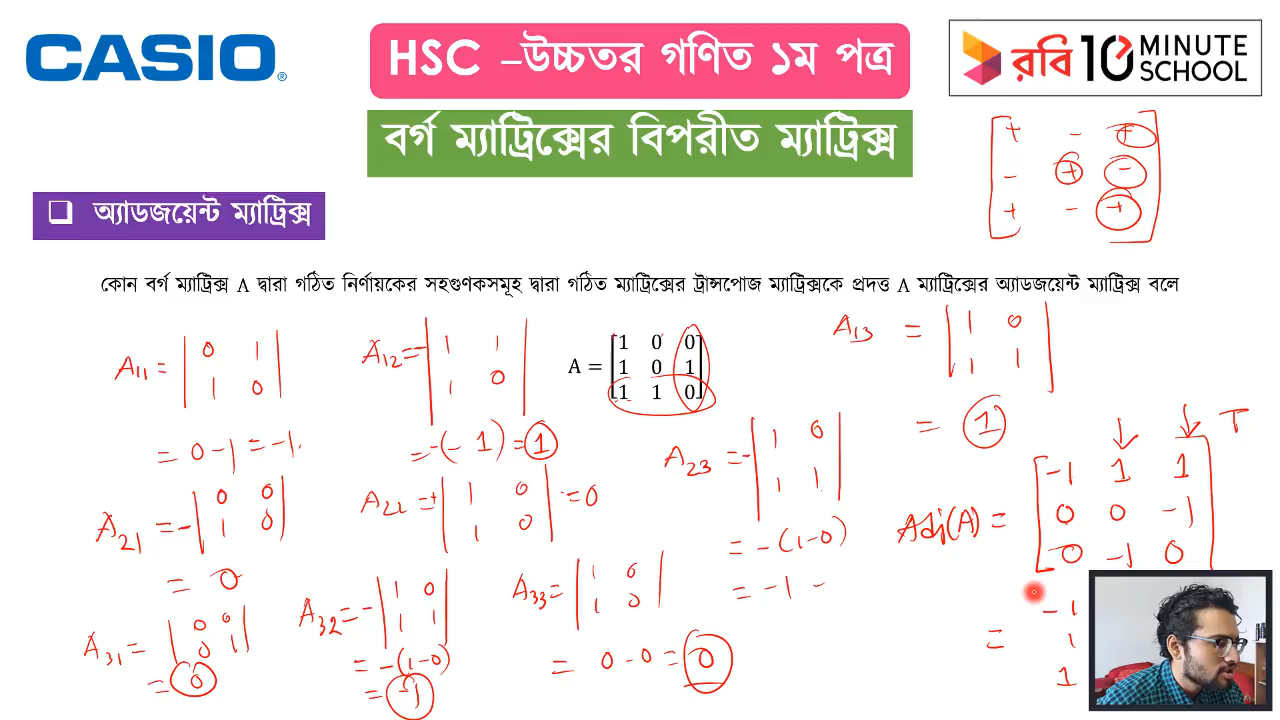 CASIO
HSC –উচ্চতর গণিত ১ম পত্র
রবি 10 MINUTE SCHOOL
বর্গ ম্যাট্রিক্সের বিপরীত ম্যাট্রিক্স
+ - +
- + -
+ - +
❑ অ্যাডজয়েন্ট ম্যাট্রিক্স
কোন বর্গ ম্যাট্রিক্স A দ্বারা গঠিত নির্ণায়কের সহগুণকসমূহ দ্বারা গঠিত ম্যাট্রিক্সের ট্রান্সপোজ ম্যাট্রিক্সকে প্রদত্ত A ম্যাট্রিক্সের অ্যাডজয়েন্ট ম্যাট্রিক্স বলে
A11 = | 0 1 |
| 1 0 |
= 0-1 = -1
A12 = - | 1 1 |
| 1 0 |
= -(-1) = 1
A = [1 0 0]
[1 0 1]
[1 1 0]
A13 = [ 1 0 ]
[ 1 1 ]
= 1
A21 = - | 0 0 |
| 1 0 |
= 0
A22 = + | 1 0 | = 0
| 1 0 |
A23 = - | 1 0 |
| 1 1 |
= -(1-0)
= -1
A31 = | 0 0 |
| 0 1 |
= 0
A32 = - | 1 0 |
| 1 1 |
= -(1-0)
= -1
A33 = | 1 0 |
| 1 0 |
= 0-0 = 0
Adj(A) = [ -1 1 1 ] T
[ 0 0 -1 ]
[ 0 -1 0 ]
= -1
1
1